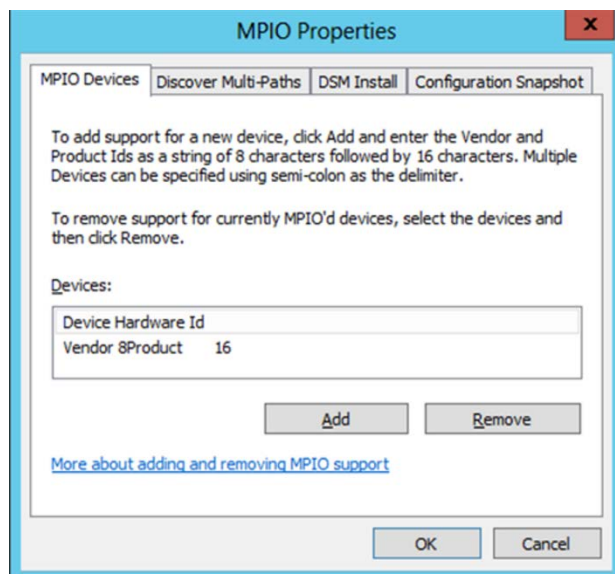 MPIO Properties
x
MPIO Devices Discover Multi-Paths DSM Install Configuration Snapshot
To add support for a new device, click Add and enter the Vendor and
Product Ids as a string of 8 characters followed by 16 characters. Multiple
Devices can be specified using semi-colon as the delimiter.
To remove support for currently MPIO'd devices, select the devices and
then click Remove.
Devices:
Device Hardware Id
Vendor 8Product 16
Add Remove
More about adding and removing MPIO support
OK Cancel